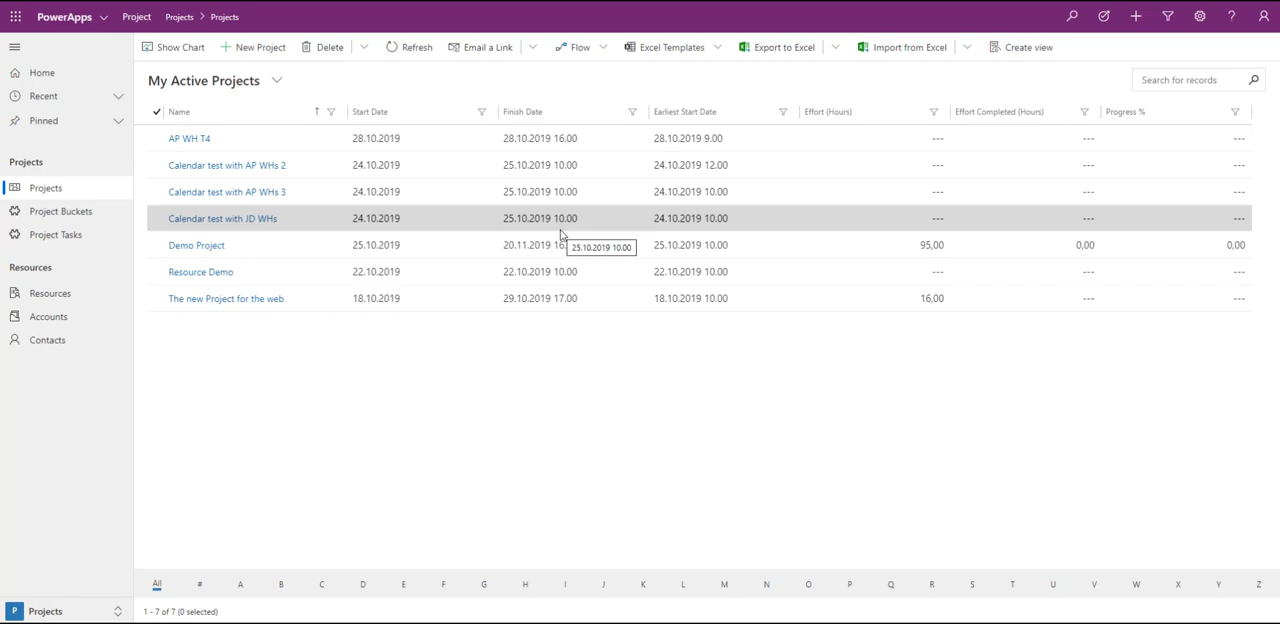 PowerApps Project Projects > Projects
Show Chart New Project Delete Refresh Email a Link Flow Excel Templates Export to Excel Import from Excel Create view
Home
Recent
Pinned
Projects
Projects
Project Buckets
Project Tasks
Resources
Resources
Accounts
Contacts
P Projects
My Active Projects
Search for records
Name Start Date Finish Date Earliest Start Date Effort (Hours) Effort Completed (Hours) Progress %
AP WH T4 28.10.2019 28.10.2019 16.00 28.10.2019 9.00 --- --- ---
Calendar test with AP WHs 2 24.10.2019 25.10.2019 10.00 24.10.2019 12.00 --- --- ---
Calendar test with AP WHs 3 24.10.2019 25.10.2019 10.00 24.10.2019 10.00 --- --- ---
Calendar test with JD WHs 24.10.2019 25.10.2019 10.00 24.10.2019 10.00 --- --- ---
25.10.2019 10.00
Demo Project 25.10.2019 20.11.2019 25.10.2019 10.00 95,00 0,00 0,00
Resource Demo 22.10.2019 22.10.2019 10.00 22.10.2019 10.00 --- --- ---
The new Project for the web 18.10.2019 29.10.2019 17.00 18.10.2019 10.00 16,00 --- ---
All # A B C D E F G H I J K L M N O P Q R S T U V W X Y Z
1 - 7 of 7 (0 selected)